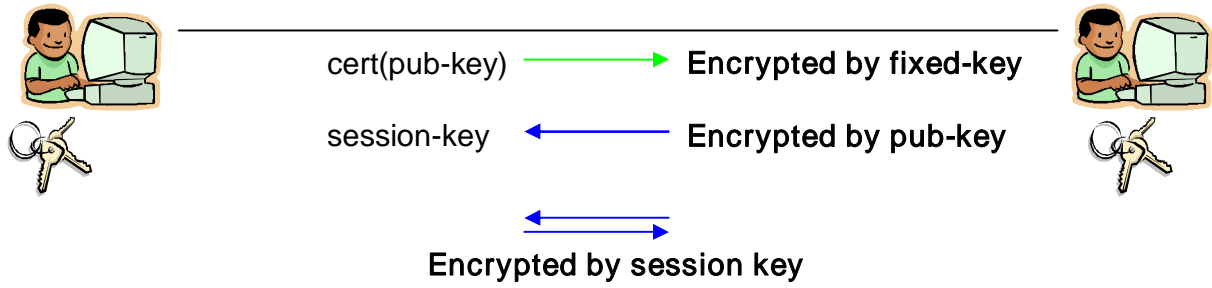 cert(pub-key) Encrypted by fixed-key
session-key Encrypted by pub-key
Encrypted by session key